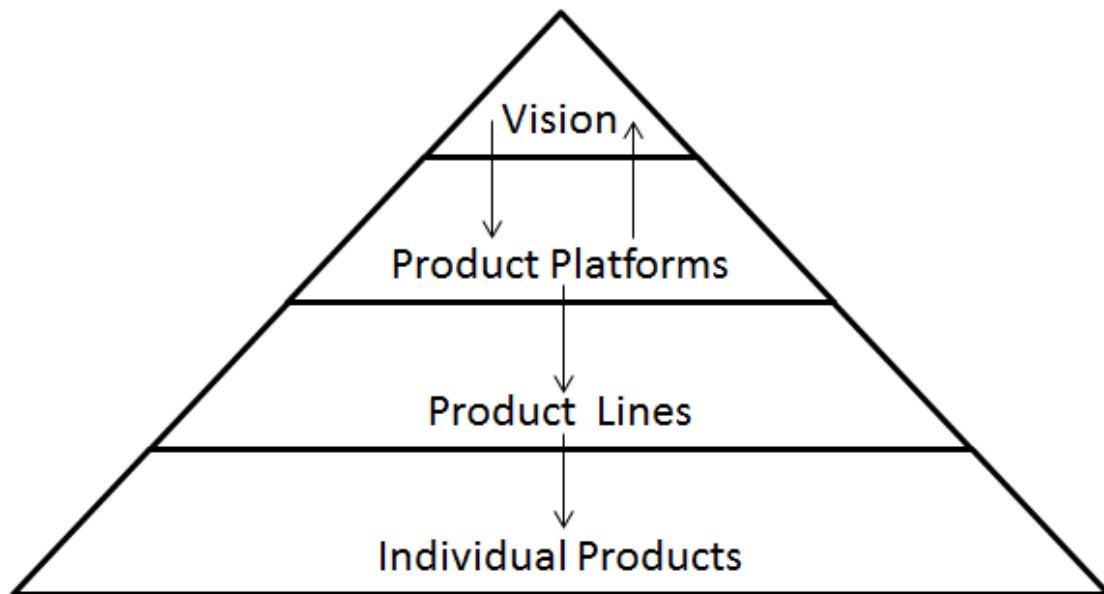 Vision
Product Platforms
Product Lines
Individual Products